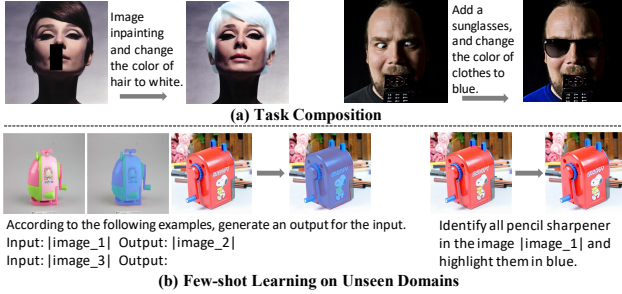 Image
inpainting
and change
the color of
hair to white.
Add a
sunglasses,
and change
the color of
clothes to
blue.
(a) Task Composition
According to the following examples, generate an output for the input.
Input: |image_1| Output: |image_2|
Input: |image_3| Output:
Identify all pencil sharpener
in the image |image_1| and
highlight them in blue.
(b) Few-shot Learning on Unseen Domains